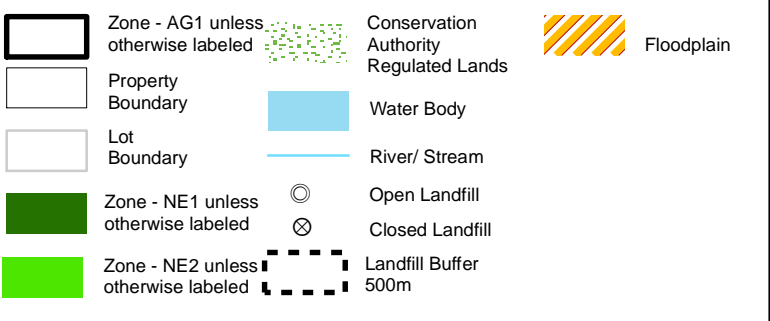 Zone - AG1 unless
otherwise labeled
Property
Boundary
Lot
Boundary
Zone - NE1 unless
otherwise labeled
Zone - NE2 unless
otherwise labeled
Conservation
Authority
Regulated Lands
Water Body
River/ Stream
Open Landfill
Closed Landfill
Landfill Buffer
500m
Floodplain